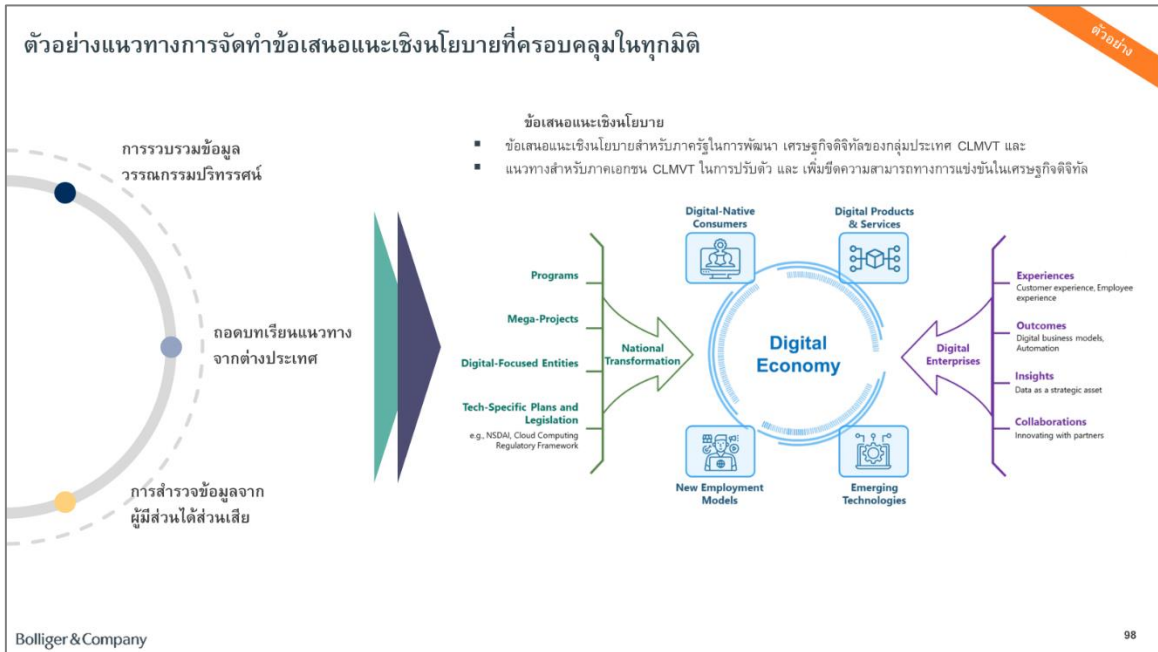 ตัวอย่างแนวทางการจัดทำข้อเสนอแนะเชิงนโยบายที่ครอบคลุมในทุกมิติ
ตัวอย่าง
การรวบรวมข้อมูล
วรรณกรรมปริทรรศน์
ถอดบทเรียนแนวทาง
จากต่างประเทศ
การสำรวจข้อมูลจาก
ผู้มีส่วนได้ส่วนเสีย
ข้อเสนอแนะเชิงนโยบาย
▪ ข้อเสนอแนะเชิงนโยบายสำหรับภาครัฐในการพัฒนา เศรษฐกิจดิจิทัลของกลุ่มประเทศ CLMVT และ
▪ แนวทางสำหรับภาคเอกชน CLMVT ในการปรับตัว และ เพิ่มขีดความสามารถทางการแข่งขันในเศรษฐกิจดิจิทัล
Programs
Mega-Projects
Digital-Focused Entities
Tech-Specific Plans and
Legislation
e.g., NSDAI, Cloud Computing
Regulatory Framework
National
Transformation
Digital-Native
Consumers
Digital Products
& Services
Digital
Economy
New Employment
Models
Emerging
Technologies
Digital
Enterprises
Experiences
Customer experience, Employee
experience
Outcomes
Digital business models,
Automation
Insights
Data as a strategic asset
Collaborations
Innovating with partners
Bolliger & Company
98